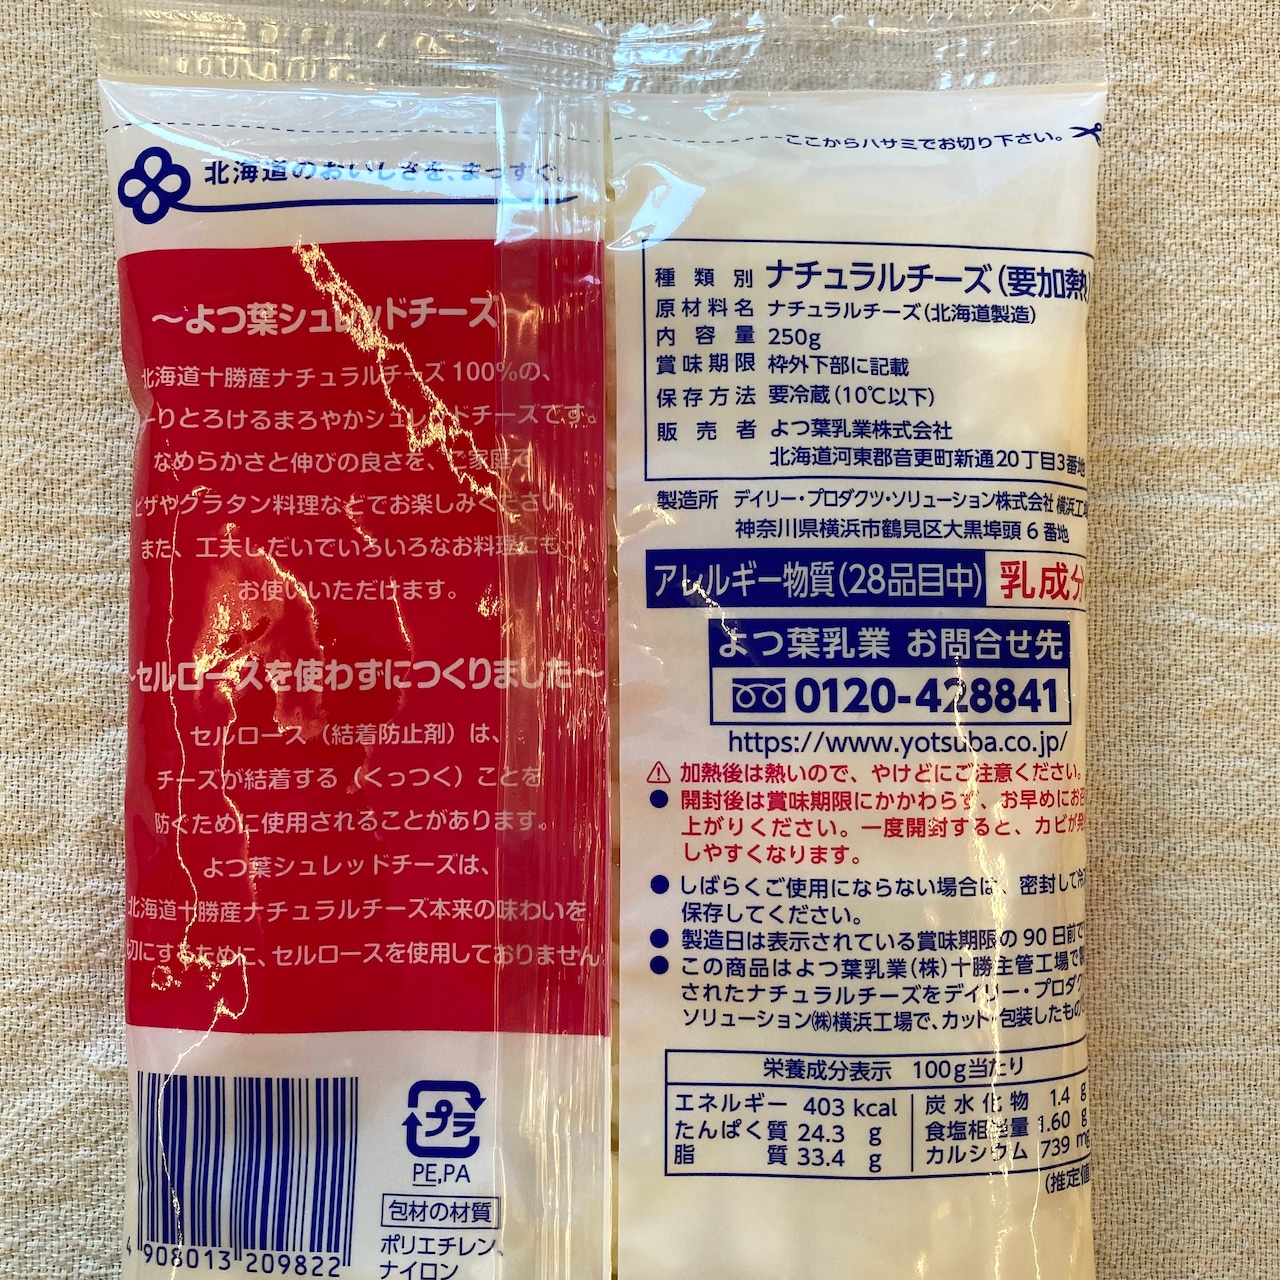 ここからハサミでお切り下さい。
北海道のおいしさを、まっすぐ。
〜よつ葉シュレッドチーズ〜
北海道十勝産ナチュラルチーズ100%の、
りとろけるまろやかシュレッドチーズです。
なめらかさと伸びの良さを、ご家庭で
ピザやグラタン料理などでお楽しみください。
また、工夫しだいでいろいろなお料理にも
お使いいただけます。
〜セルロースを使わずにつくりました〜
セルロース（結着防止剤）は、
チーズが結着する（くっつく）ことを
防ぐために使用されることがあります。
よつ葉シュレッドチーズは、
北海道十勝産ナチュラルチーズ本来の味わいを
切にするために、セルロースを使用しておりません
4 908013 209822
プラ
PE,PA
包材の材質
ポリエチレン、
ナイロン
種類別 ナチュラルチーズ(要加熱)
原材料名 ナチュラルチーズ(北海道製造)
内容量 250g
賞味期限 枠外下部に記載
保存方法 要冷蔵(10℃以下)
販売者 よつ葉乳業株式会社
北海道河東郡音更町新通20丁目3番地
製造所 デイリー・プロダクツ・ソリューション株式会社 横浜工
神奈川県横浜市鶴見区大黒埠頭6番地
アレルギー物質(28品目中) 乳成分
よつ葉乳業 お問合せ先
0120-428841
https://www.yotsuba.co.jp/
⚠ 加熱後は熱いので、やけどにご注意ください。
● 開封後は賞味期限にかかわらず、お早めにお召
上がりください。一度開封すると、カビが発
しやすくなります。
● しばらくご使用にならない場合は、密封して冷
保存してください。
● 製造日は表示されている賞味期限の90日前で
● この商品はよつ葉乳業(株)十勝主管工場で製
されたナチュラルチーズをデイリー・プロダク
ソリューション㈱横浜工場で、カット・包装したもの
栄養成分表示 100g当たり
エネルギー 403 kcal 炭水化物 1.4 g
たんぱく質 24.3 g 食塩相当量 1.60 g
脂質 33.4 g カルシウム 739 mg
(推定値